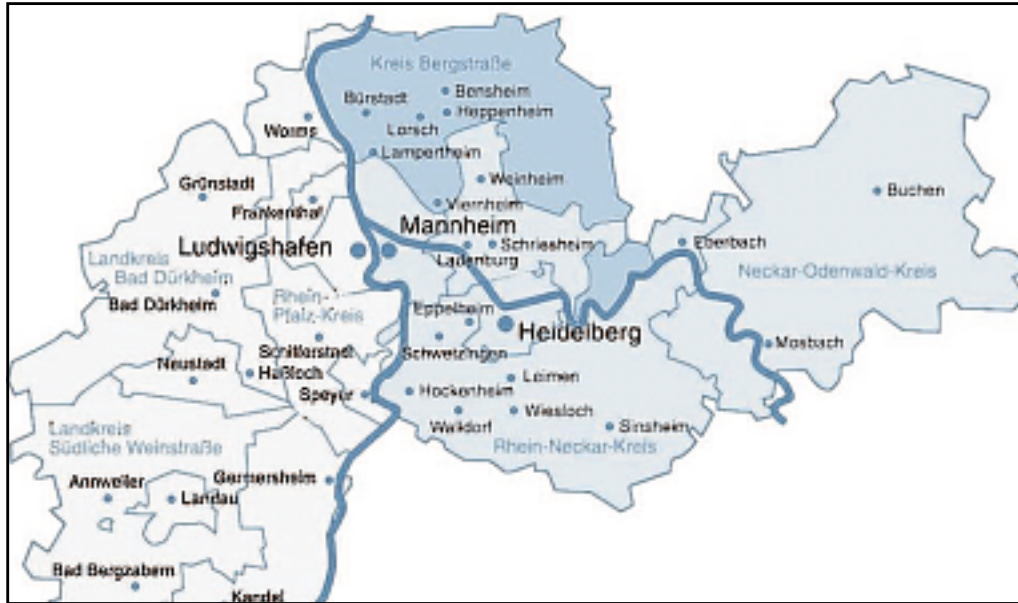 Kreis Bergstraße
Bensheim
Bürstadt
Heppenheim
Lorsch
Worms
Lampertheim
Weinheim
Grünstadt
Buchen
Frankenthal
Viernheim
Mannheim
Ludwigshafen
Schriesheim
Eberbach
Ladenburg
Landkreis
Bad Dürkheim
Neckar-Odenwald-Kreis
Bad Dürkheim
Rhein-
Pfalz-Kreis
Eppelheim
Heidelberg
Mosbach
Schifferstadt
Schwetzingen
Neustadt
Haßloch
Leimen
Speyer
Hockenheim
Wiesloch
Walldorf
Sinsheim
Landkreis
Südliche Weinstraße
Rhein-Neckar-Kreis
Annweiler
Germersheim
Landau
Bad Bergzabern
Kandel